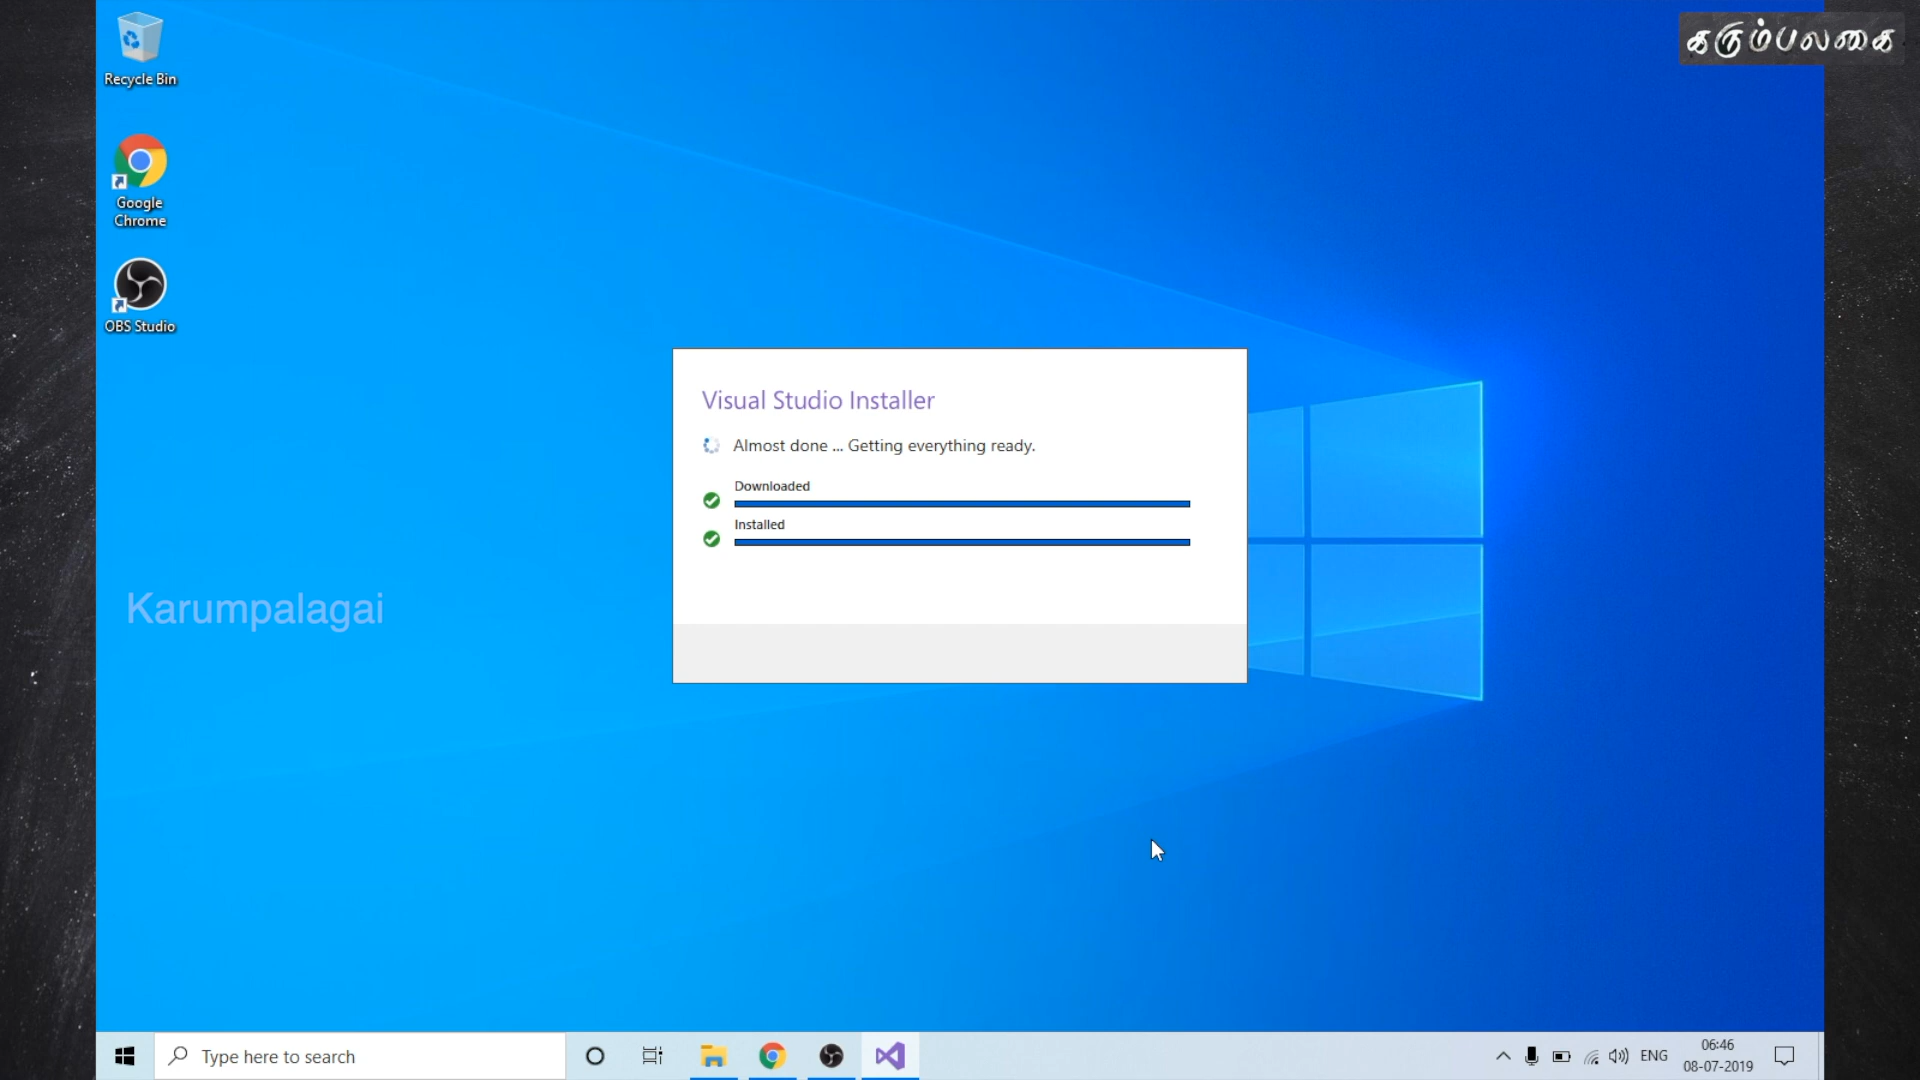 Recycle Bin
கரும்பலகை
Google
Chrome
OBS Studio
Visual Studio Installer
Almost done ... Getting everything ready.
Downloaded
Installed
Karumpalagai
Type here to search
ENG
06:46
08-07-2019